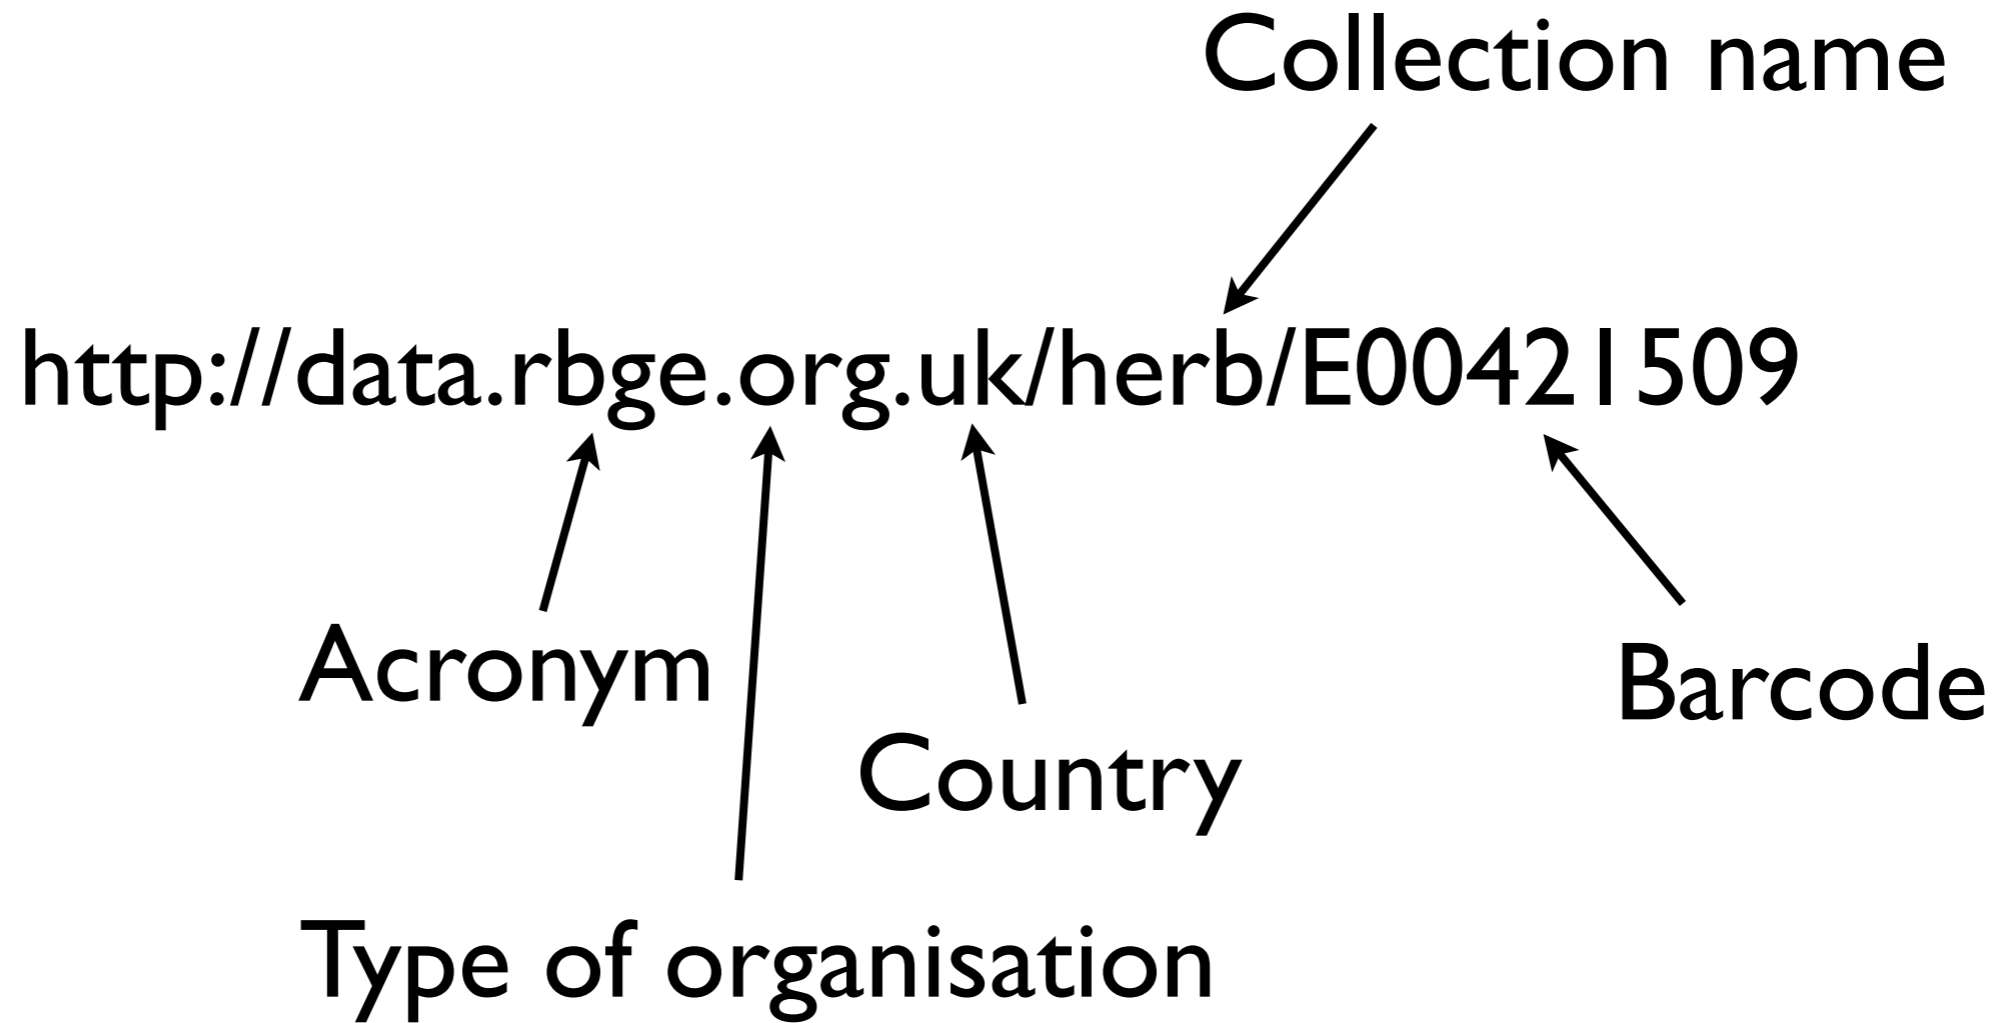 Collection name
http://data.rbge.org.uk/herb/E00421509
Acronym
Barcode
Country
Type of organisation